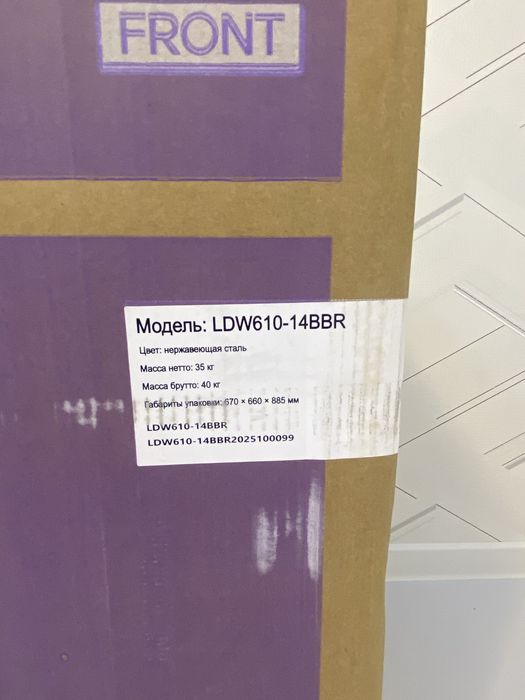 FRONT
Модель: LDW610-14BBR
Цвет: нержавеющая сталь
Масса нетто: 35 кг
Масса брутто: 40 кг
Габариты упаковки: 670 × 660 × 885 мм
LDW610-14BBR
LDW610-14BBR2025100099